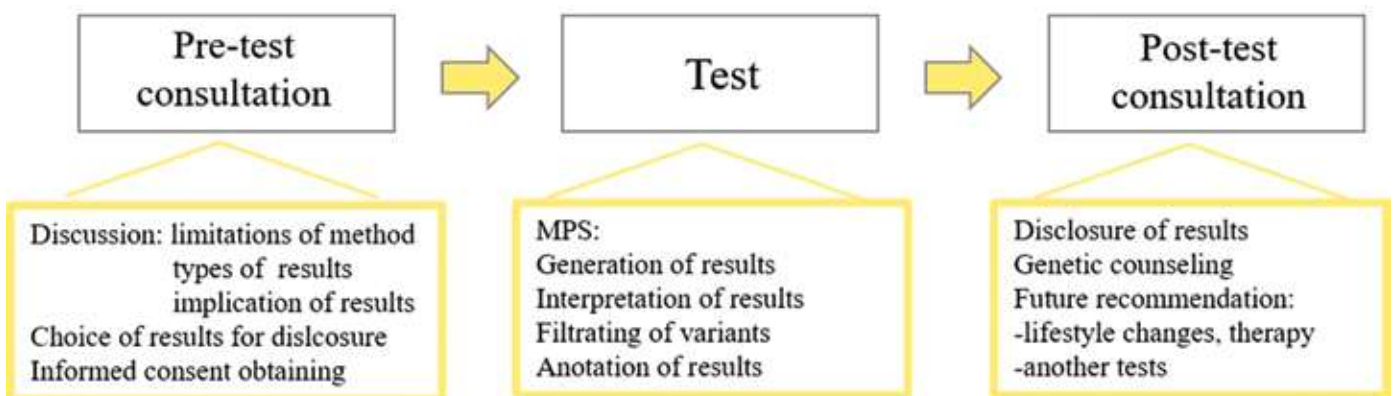 Pre-test
consultation
Test
Post-test
consultation
Discussion: limitations of method
types of results
implication of results
Choice of results for dislcosure
Informed consent obtaining
MPS:
Generation of results
Interpretation of results
Filtrating of variants
Anotation of results
Disclosure of results
Genetic counseling
Future recommendation:
-lifestyle changes, therapy
-another tests